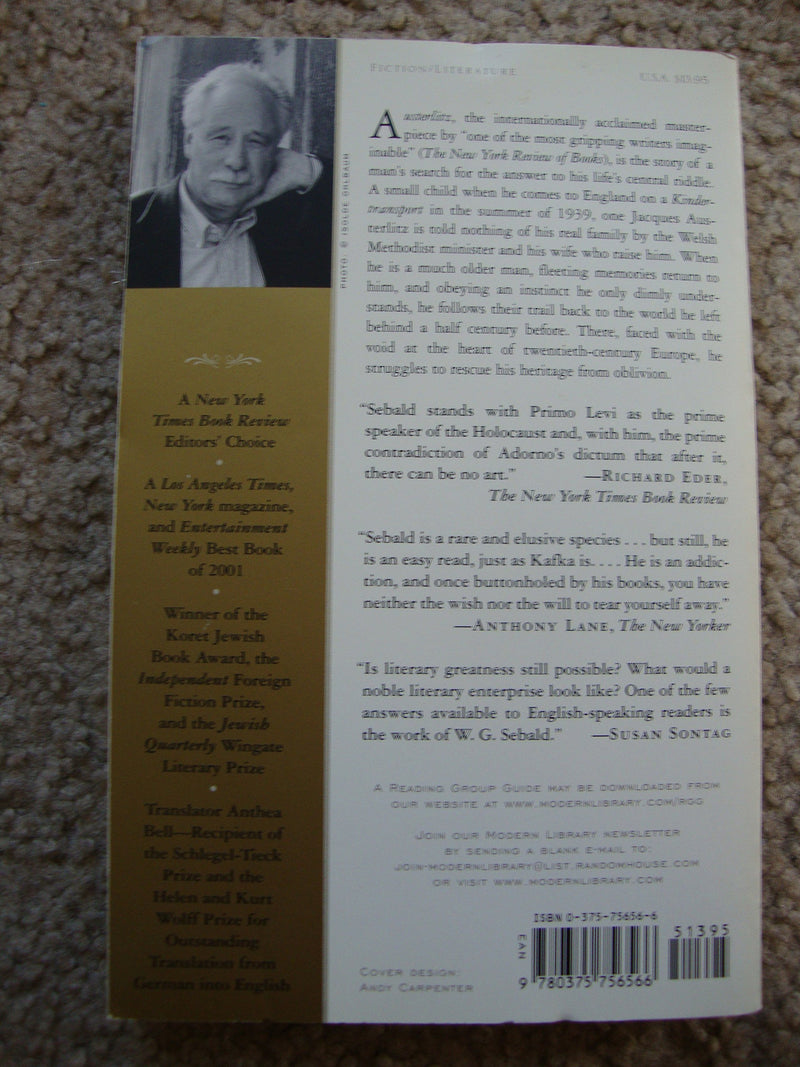 PHOTO: © ISOLDE OHLBAUM
A New York
Times Book Review
Editors' Choice
A Los Angeles Times,
New York magazine,
and Entertainment
Weekly Best Book
of 2001
Winner of the
Koret Jewish
Book Award, the
Independent Foreign
Fiction Prize,
and the Jewish
Quarterly Wingate
Literary Prize
Translator Anthea
Bell—Recipient of
the Schlegel-Tieck
Prize and the
Helen and Kurt
Wolff Prize for
Outstanding
Translation from
German into English
FICTION/LITERATURE
U.S.A. $13.95
Austerlitz, the internationally acclaimed master-
piece by "one of the most gripping writers imag-
inable" (The New York Review of Books), is the story of a
man's search for the answer to his life's central riddle.
A small child when he comes to England on a Kinder-
transport in the summer of 1939, one Jacques Aus-
terlitz is told nothing of his real family by the Welsh
Methodist minister and his wife who raise him. When
he is a much older man, fleeting memories return to
him, and obeying an instinct he only dimly under-
stands, he follows their trail back to the world he left
behind a half century before. There, faced with the
void at the heart of twentieth-century Europe, he
struggles to rescue his heritage from oblivion.
"Sebald stands with Primo Levi as the prime
speaker of the Holocaust and, with him, the prime
contradiction of Adorno's dictum that after it,
there can be no art." —RICHARD EDER,
The New York Times Book Review
"Sebald is a rare and elusive species . . . but still, he
is an easy read, just as Kafka is. . . . He is an addic-
tion, and once buttonholed by his books, you have
neither the wish nor the will to tear yourself away."
—ANTHONY LANE, The New Yorker
"Is literary greatness still possible? What would a
noble literary enterprise look like? One of the few
answers available to English-speaking readers is
the work of W. G. Sebald." —SUSAN SONTAG
A READING GROUP GUIDE MAY BE DOWNLOADED FROM
OUR WEBSITE AT WWW.MODERNLIBRARY.COM/RGG
JOIN OUR MODERN LIBRARY NEWSLETTER
BY SENDING A BLANK E-MAIL TO:
JOIN-MODERNLIBRARY@LIST.RANDOMHOUSE.COM
OR VISIT WWW.MODERNLIBRARY.COM
COVER DESIGN:
ANDY CARPENTER
ISBN 0-375-75656-6
EAN
51395
9 780375 756566